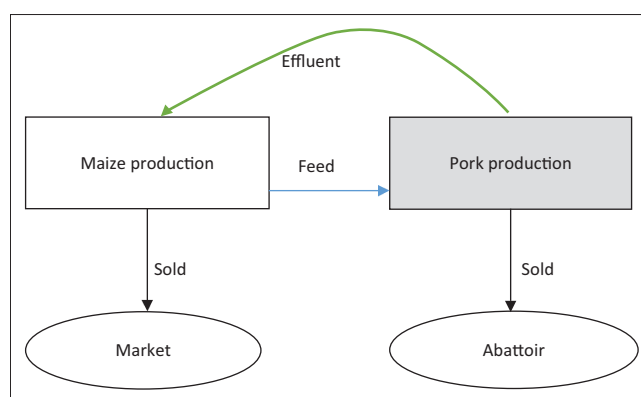 Effluent
Maize production
Feed
Pork production
Sold
Sold
Market
Abattoir